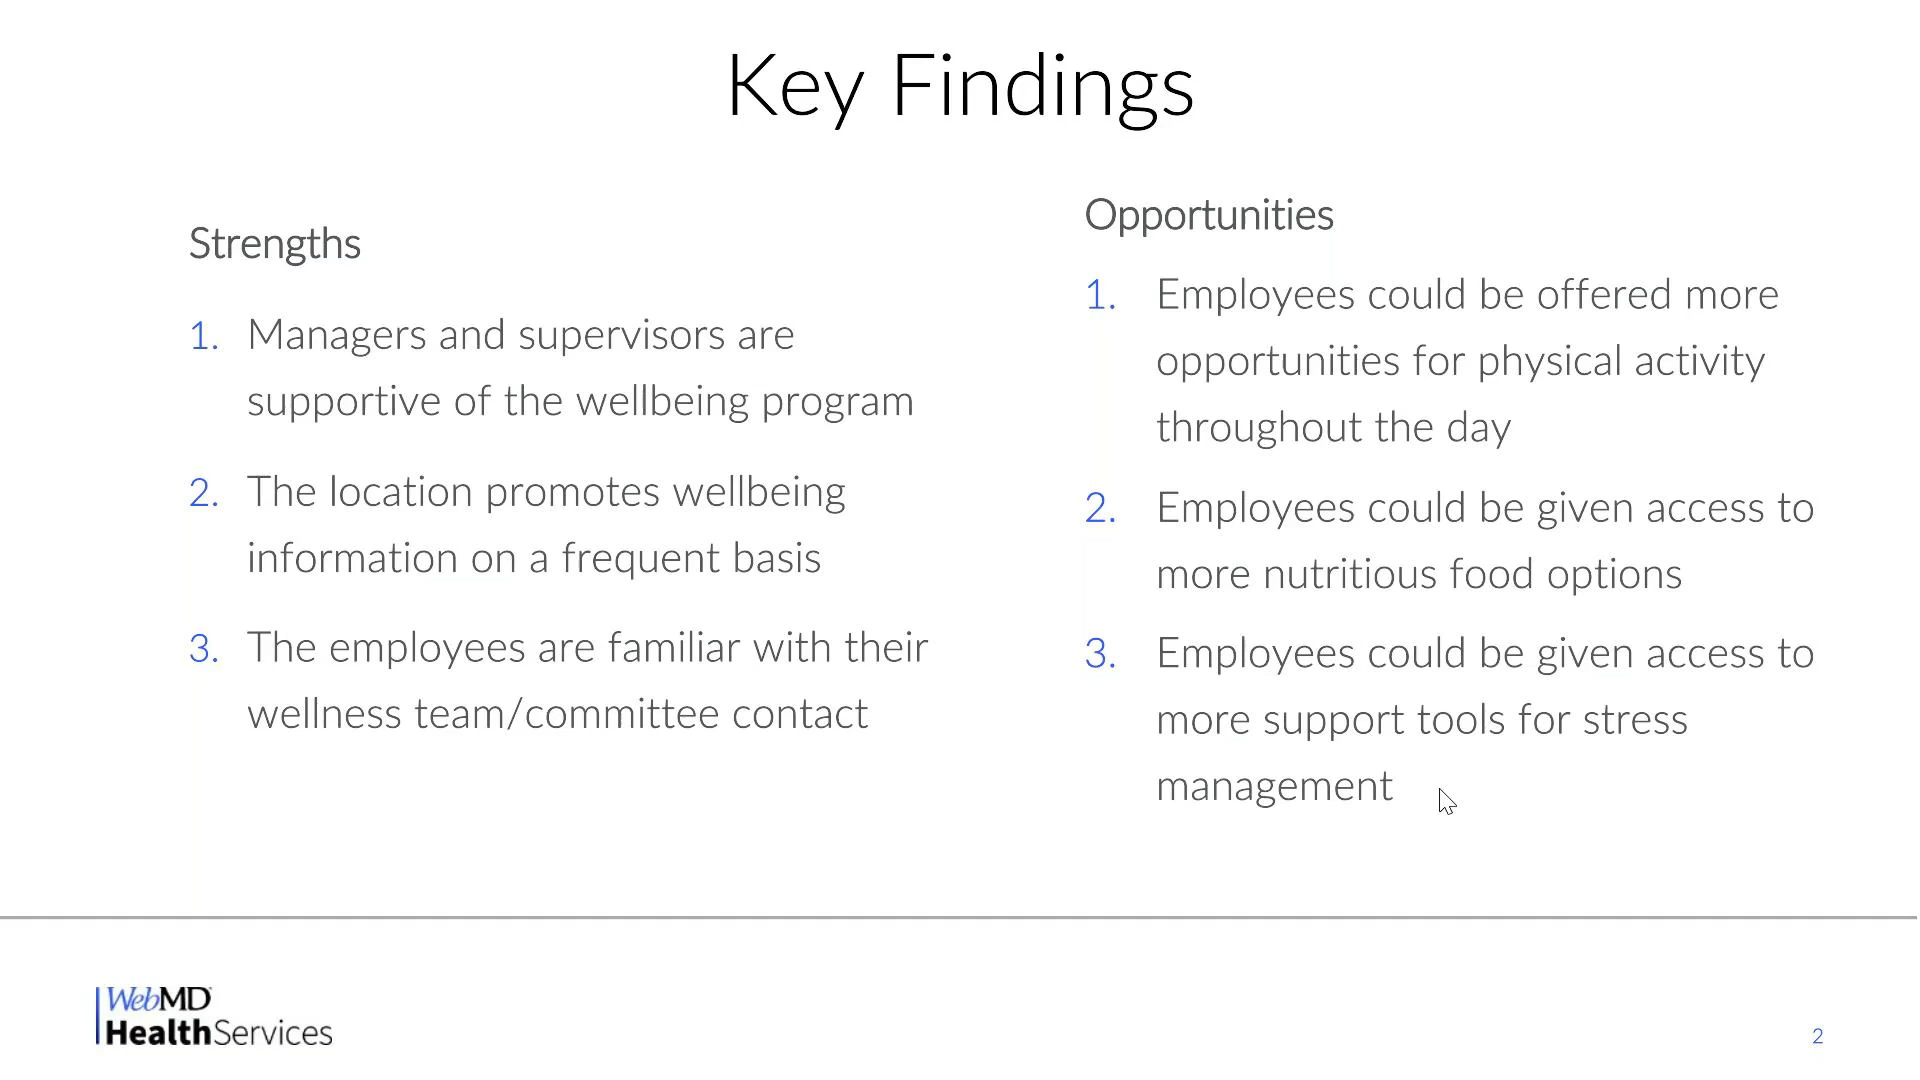 Key Findings
Strengths
1. Managers and supervisors are
supportive of the wellbeing program
2. The location promotes wellbeing
information on a frequent basis
3. The employees are familiar with their
wellness team/committee contact
Opportunities
1. Employees could be offered more
opportunities for physical activity
throughout the day
2. Employees could be given access to
more nutritious food options
3. Employees could be given access to
more support tools for stress
management
WebMD
HealthServices
2